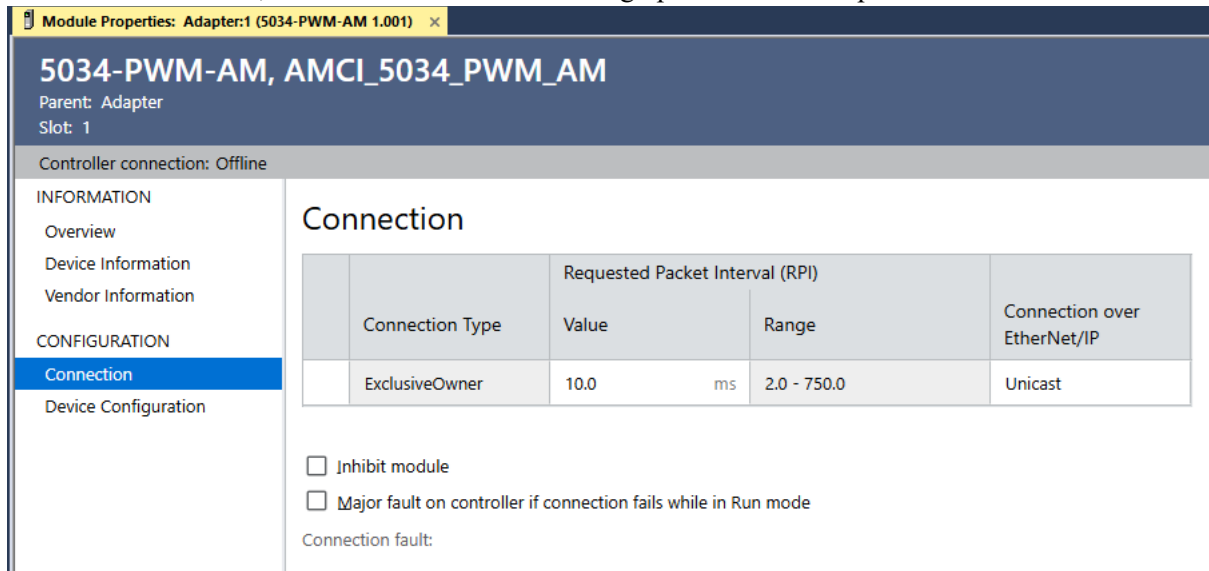 Module Properties: Adapter:1 (5034-PWM-AM 1.001) ×
5034-PWM-AM, AMCI_5034_PWM_AM
Parent: Adapter
Slot: 1
Controller connection: Offline
INFORMATION
Overview
Device Information
Vendor Information
CONFIGURATION
Connection
Device Configuration
Connection
Requested Packet Interval (RPI)
Connection Type Value Range Connection over
EtherNet/IP
ExclusiveOwner 10.0 ms 2.0 - 750.0 Unicast
Inhibit module
Major fault on controller if connection fails while in Run mode
Connection fault: